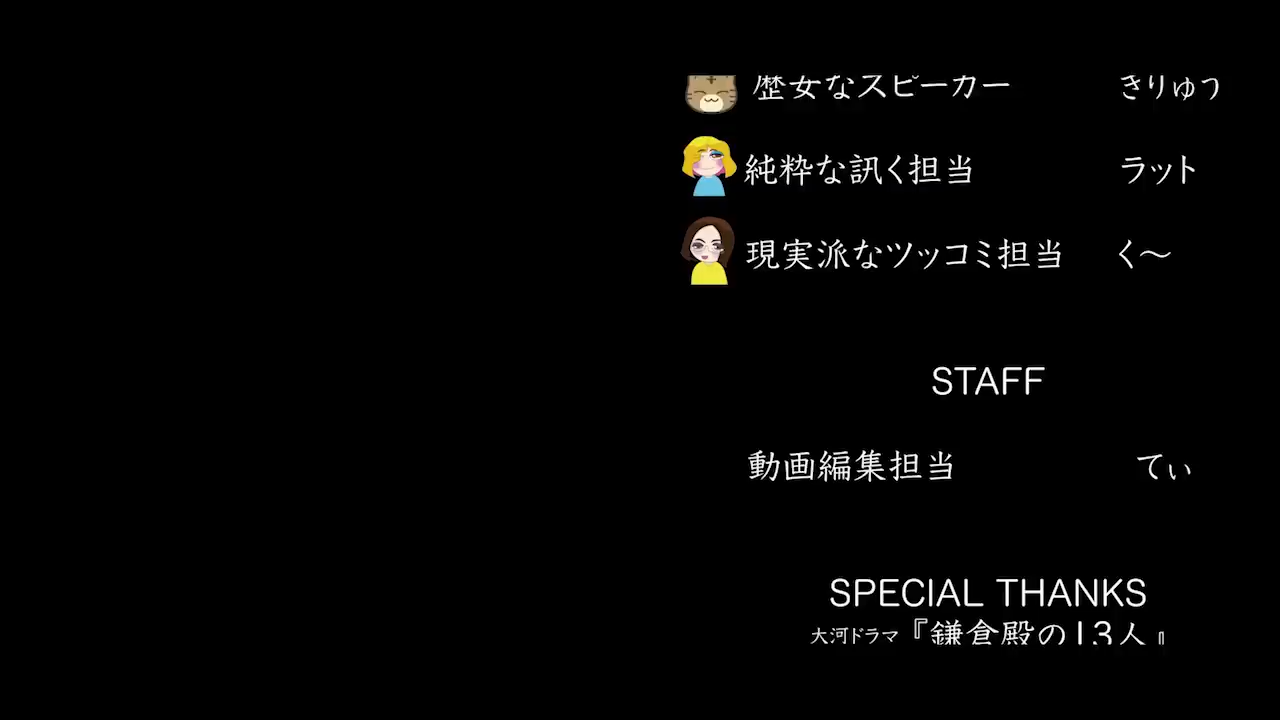 歴女なスピーカー きりゅう
純粋な訊く担当 ラット
現実派なツッコミ担当 く〜
STAFF
動画編集担当 てぃ
SPECIAL THANKS
大河ドラマ『鎌倉殿の13人』